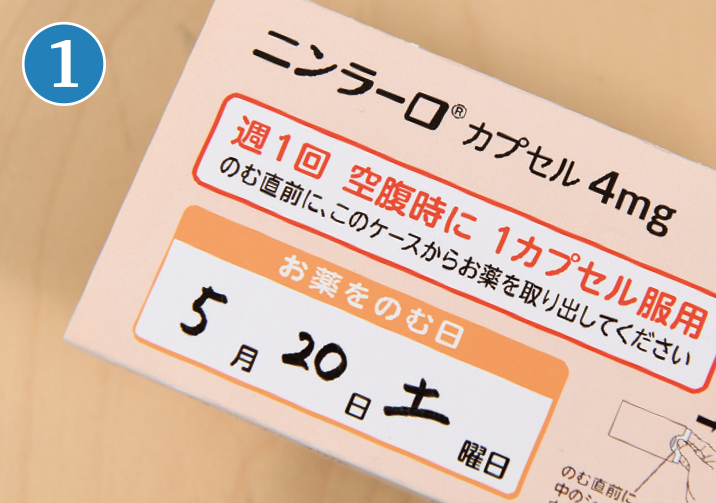 1
ニンラーロ®カプセル 4mg
週1回 空腹時に 1カプセル服用
のむ直前に、このケースからお薬を取り出してください
お薬をのむ日
5月20日土曜日
のむ直前に